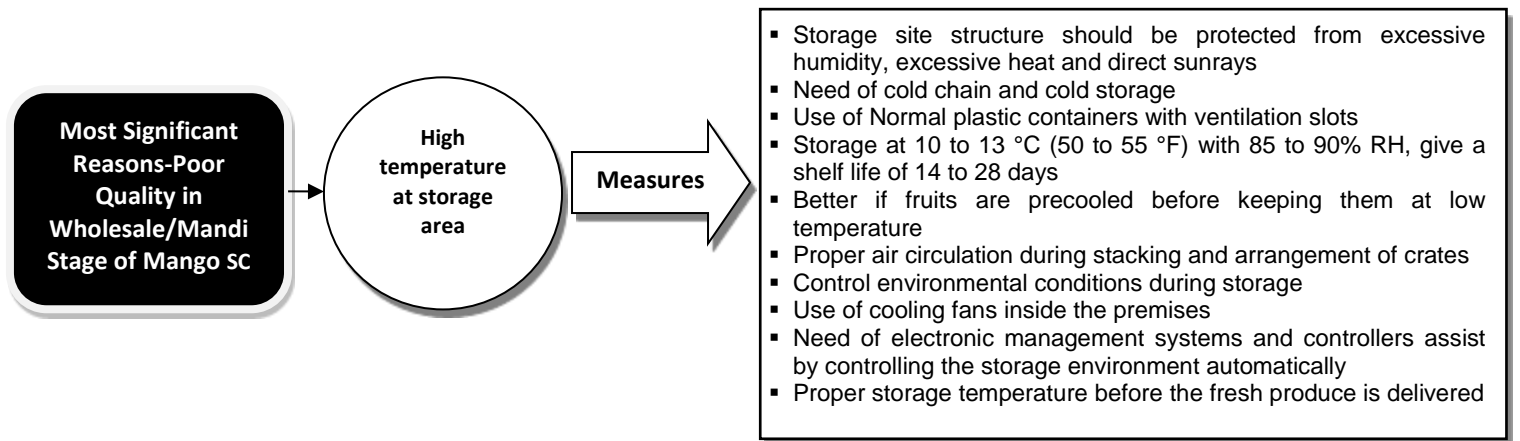 Most Significant
Reasons-Poor
Quality in
Wholesale/Mandi
Stage of Mango SC
High
temperature
at storage
area
Measures
▪ Storage site structure should be protected from excessive
humidity, excessive heat and direct sunrays
▪ Need of cold chain and cold storage
▪ Use of Normal plastic containers with ventilation slots
▪ Storage at 10 to 13 °C (50 to 55 °F) with 85 to 90% RH, give a
shelf life of 14 to 28 days
▪ Better if fruits are precooled before keeping them at low
temperature
▪ Proper air circulation during stacking and arrangement of crates
▪ Control environmental conditions during storage
▪ Use of cooling fans inside the premises
▪ Need of electronic management systems and controllers assist
by controlling the storage environment automatically
▪ Proper storage temperature before the fresh produce is delivered